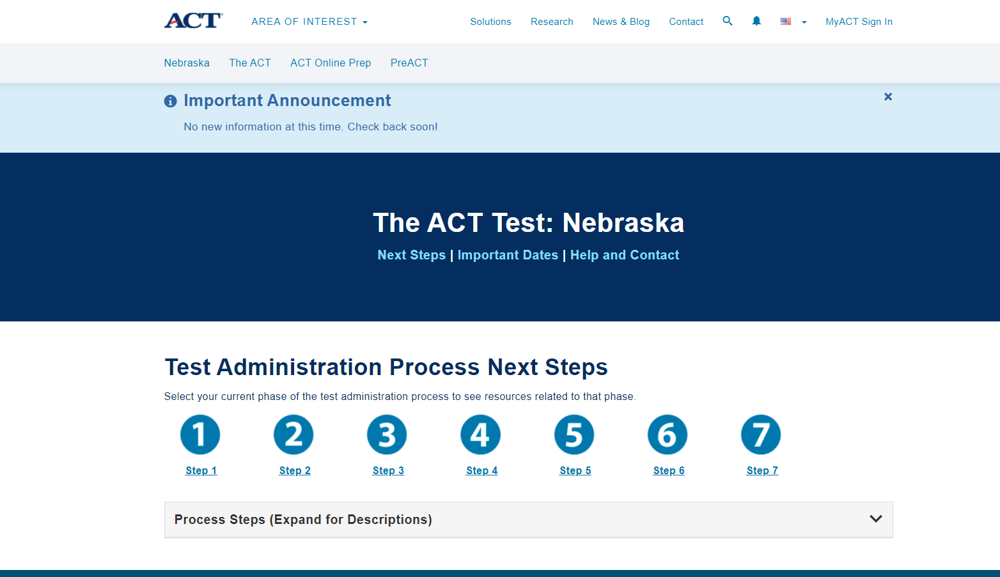 ACT® AREA OF INTEREST Solutions Research News & Blog Contact MyACT Sign In
Nebraska The ACT ACT Online Prep PreACT
Important Announcement
No new information at this time. Check back soon!
The ACT Test: Nebraska
Next Steps | Important Dates | Help and Contact
Test Administration Process Next Steps
Select your current phase of the test administration process to see resources related to that phase.
1 2 3 4 5 6 7
Step 1 Step 2 Step 3 Step 4 Step 5 Step 6 Step 7
Process Steps (Expand for Descriptions)